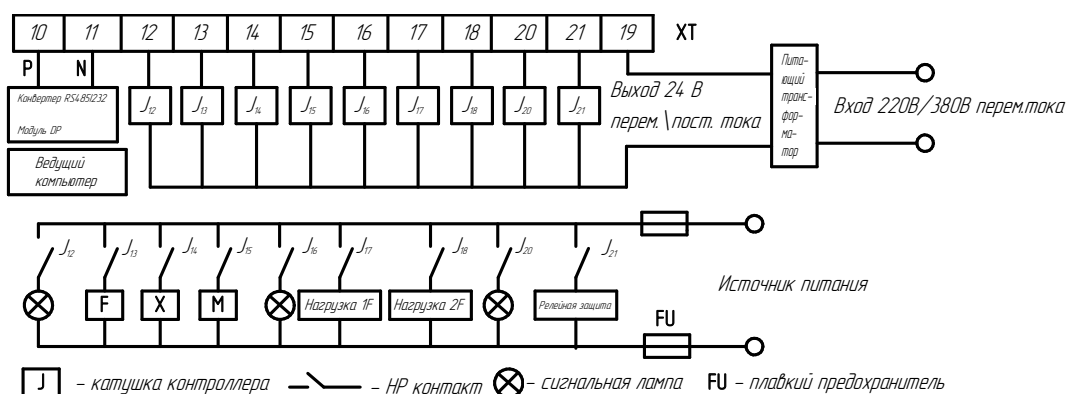 10 11 12 13 14 15 16 17 18 20 21 19 XT
P N
Конвертер RS485\232
Модуль DP
Ведущий
компьютер
J12 J13 J14 J15 J16 J17 J18 J20 J21
Выход 24 В
перем.\пост. тока
Питa-
ющий
транс-
фор-
ма-
тор
Вход 220В/380В перем.тока
J12 J13 J14 J15 J16 J17 J18 J20 J21
F X M Нагрузка 1F Нагрузка 2F Релейная защита
Источник питания
FU
J - катушка контроллера - НР контакт - сигнальная лампа FU - плавкий предохранитель